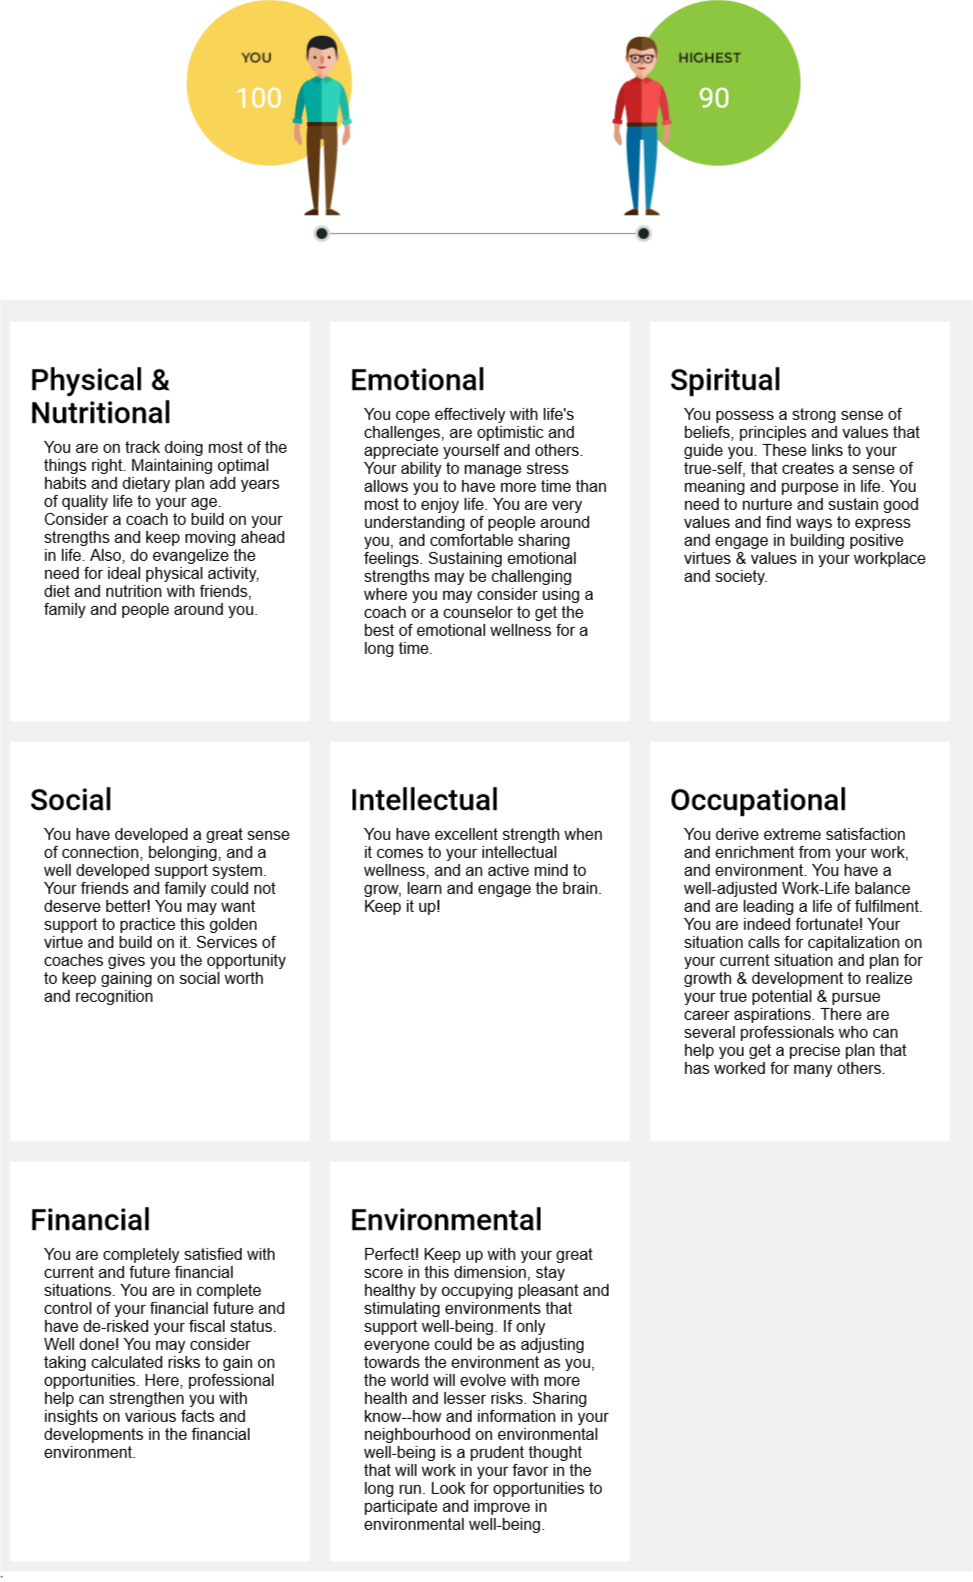 YOU
100
HIGHEST
90
Physical &
Nutritional
You are on track doing most of the
things right. Maintaining optimal
habits and dietary plan add years
of quality life to your age.
Consider a coach to build on your
strengths and keep moving ahead
in life. Also, do evangelize the
need for ideal physical activity,
diet and nutrition with friends,
family and people around you.
Emotional
You cope effectively with life's
challenges, are optimistic and
appreciate yourself and others.
Your ability to manage stress
allows you to have more time than
most to enjoy life. You are very
understanding of people around
you, and comfortable sharing
feelings. Sustaining emotional
strengths may be challenging
where you may consider using a
coach or a counselor to get the
best of emotional wellness for a
long time.
Spiritual
You possess a strong sense of
beliefs, principles and values that
guide you. These links to your
true-self, that creates a sense of
meaning and purpose in life. You
need to nurture and sustain good
values and find ways to express
and engage in building positive
virtues & values in your workplace
and society.
Social
You have developed a great sense
of connection, belonging, and a
well developed support system.
Your friends and family could not
deserve better! You may want
support to practice this golden
virtue and build on it. Services of
coaches gives you the opportunity
to keep gaining on social worth
and recognition
Intellectual
You have excellent strength when
it comes to your intellectual
wellness, and an active mind to
grow, learn and engage the brain.
Keep it up!
Occupational
You derive extreme satisfaction
and enrichment from your work,
and environment. You have a
well-adjusted Work-Life balance
and are leading a life of fulfilment.
You are indeed fortunate! Your
situation calls for capitalization on
your current situation and plan for
growth & development to realize
your true potential & pursue
career aspirations. There are
several professionals who can
help you get a precise plan that
has worked for many others.
Financial
You are completely satisfied with
current and future financial
situations. You are in complete
control of your financial future and
have de-risked your fiscal status.
Well done! You may consider
taking calculated risks to gain on
opportunities. Here, professional
help can strengthen you with
insights on various facts and
developments in the financial
environment.
Environmental
Perfect! Keep up with your great
score in this dimension, stay
healthy by occupying pleasant and
stimulating environments that
support well-being. If only
everyone could be as adjusting
towards the environment as you,
the world will evolve with more
health and lesser risks. Sharing
know--how and information in your
neighbourhood on environmental
well-being is a prudent thought
that will work in your favor in the
long run. Look for opportunities to
participate and improve in
environmental well-being.